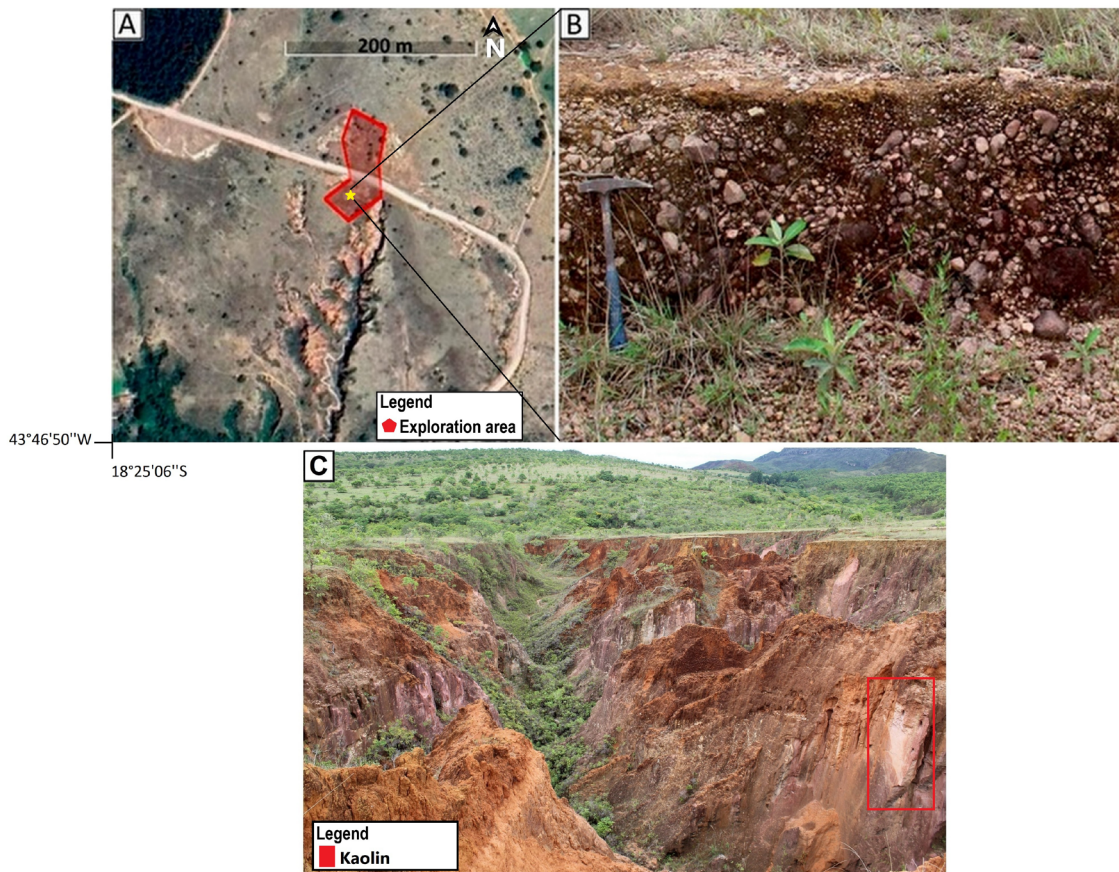 A
200 m
N
B
Legend
Exploration area
43°46'50''W
18°25'06''S
C
Legend
Kaolin